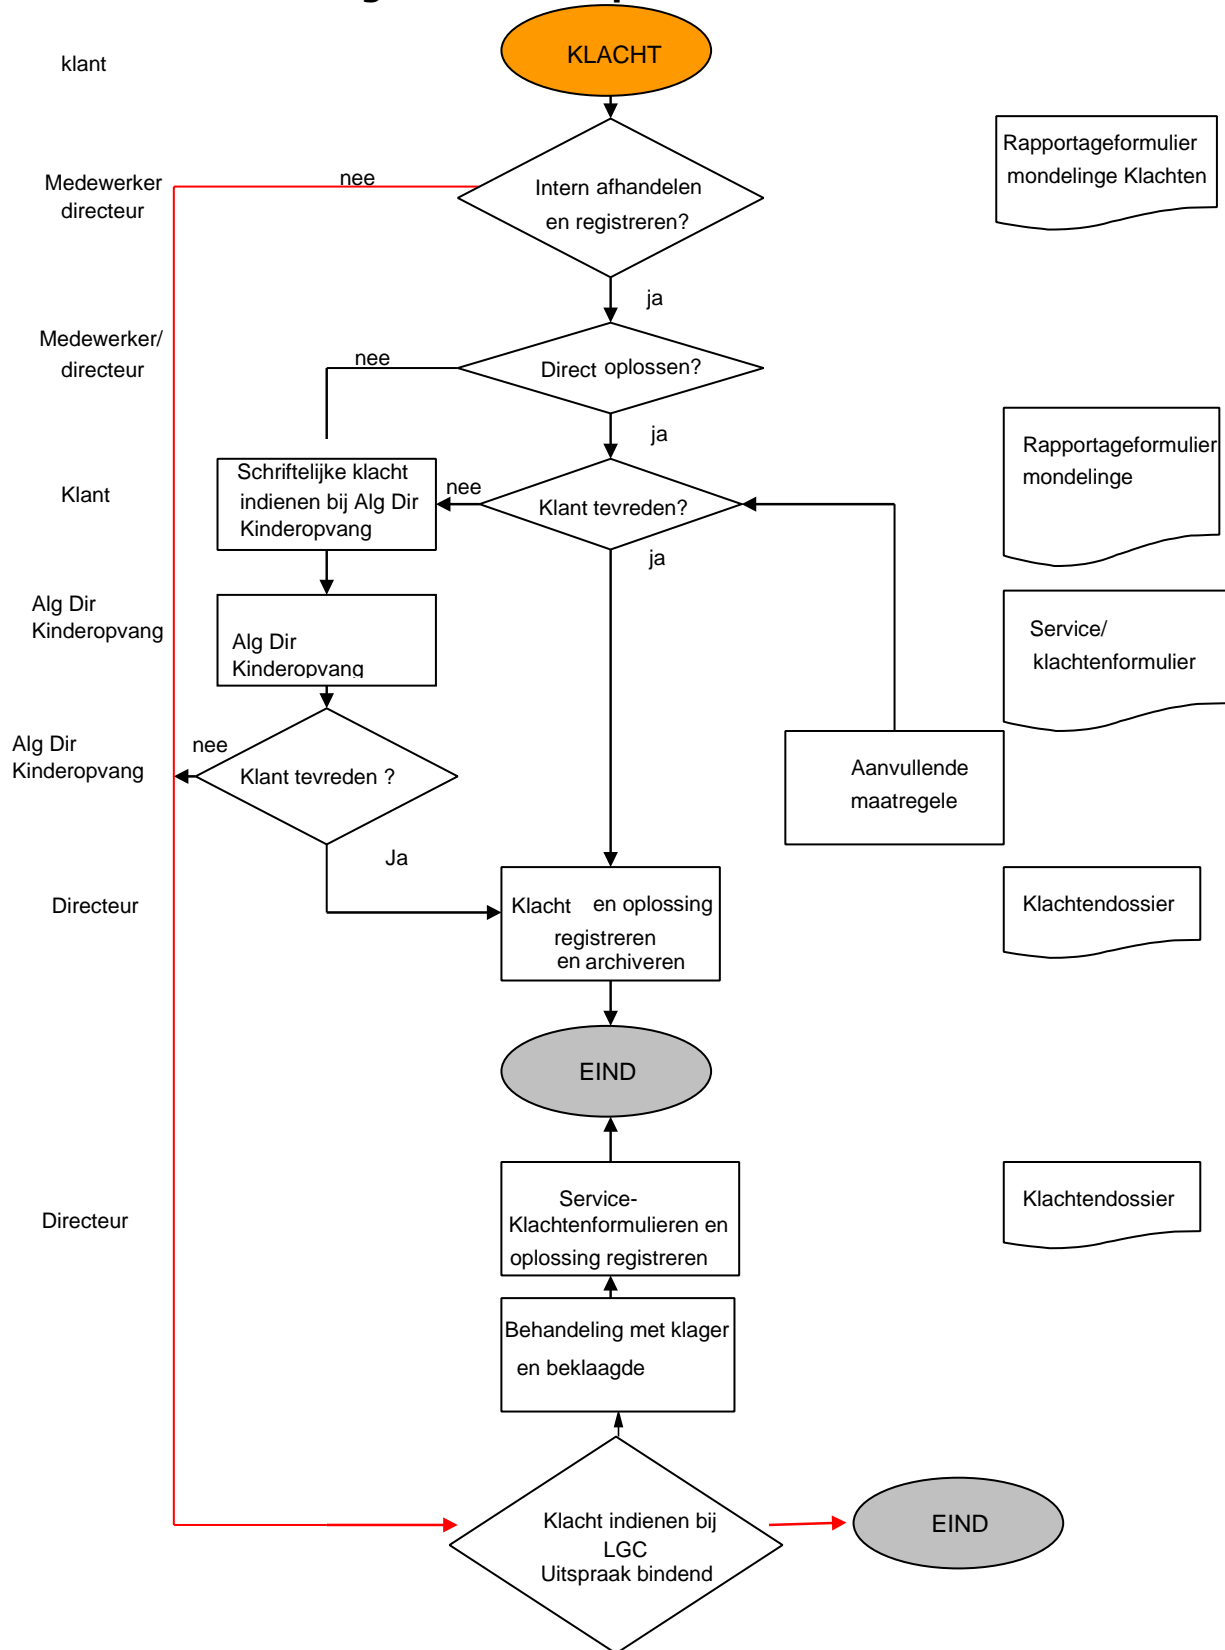 KLACHT
klant
Rapportageformulier
mondelinge Klachten
Medewerker
directeur
nee
Intern afhandelen
en registreren?
ja
Medewerker/
directeur
nee
Direct oplossen?
ja
Rapportageformulier
mondelinge
Klant
Schriftelijke klacht
indienen bij Alg Dir
Kinderopvang
nee
Klant tevreden?
ja
Alg Dir
Kinderopvang
Alg Dir
Kinderopvang
Service/
klachtenformulier
Alg Dir
Kinderopvang
nee
Klant tevreden ?
Aanvullende
maatregele
Ja
Directeur
Klacht en oplossing
registreren
en archiveren
Klachtendossier
EIND
Directeur
Service-
Klachtenformulieren en
oplossing registreren
Klachtendossier
Behandeling met klager
en beklaagde
Klacht indienen bij
LGC
Uitspraak bindend
EIND